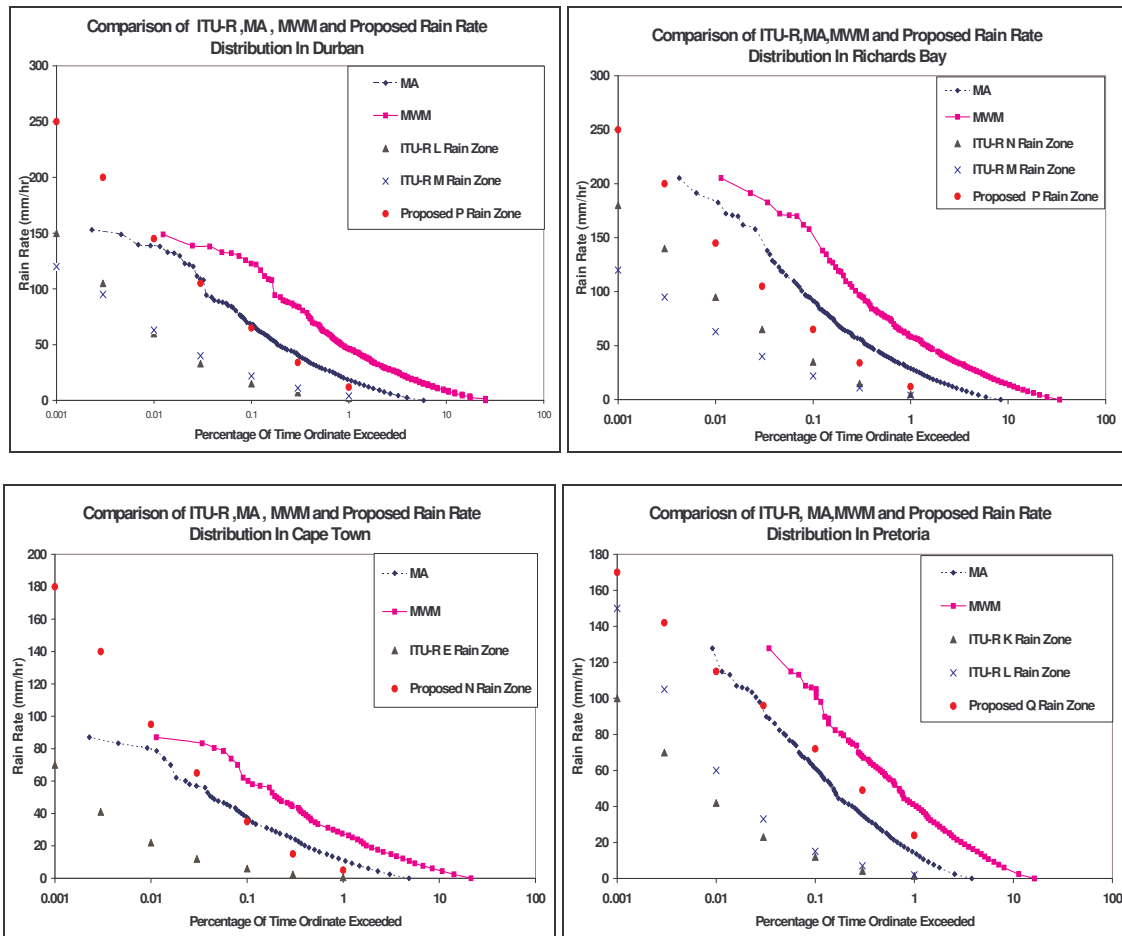 Comparison of ITU-R ,MA , MWM and Proposed Rain Rate
Distribution In Durban
300
250
200
150
100
50
0
0.001
0.01
0.1
1
10
100
Rain Rate (mm/hr)
Percentage Of Time Ordinate Exceeded
MA
MWM
ITU-R L Rain Zone
ITU-R M Rain Zone
Proposed P Rain Zone
Comparison of ITU-R,MA,MWM and Proposed Rain Rate
Distribution In Richards Bay
300
250
200
150
100
50
0
0.001
0.01
0.1
1
10
100
Rain Rate (mm/hr)
Percentage Of Time Ordinate Exceeded
MA
MWM
ITU-R N Rain Zone
ITU-R M Rain Zone
Proposed P Rain Zone
Comparison of ITU-R ,MA , MWM and Proposed Rain Rate
Distribution In Cape Town
200
180
160
140
120
100
80
60
40
20
0
0.001
0.01
0.1
1
10
100
Rain Rate (mm/hr)
Percentage Of Time Ordinate Exceeded
MA
MWM
ITU-R E Rain Zone
Proposed N Rain Zone
Compariosn of ITU-R, MA,MWM and Proposed Rain Rate
Distribution In Pretoria
180
160
140
120
100
80
60
40
20
0
0.001
0.01
0.1
1
10
100
Rain Rate (mm/hr)
Percentage Of Time Ordinate Exceeded
MA
MWM
ITU-R K Rain Zone
ITU-R L Rain Zone
Proposed Q Rain Zone